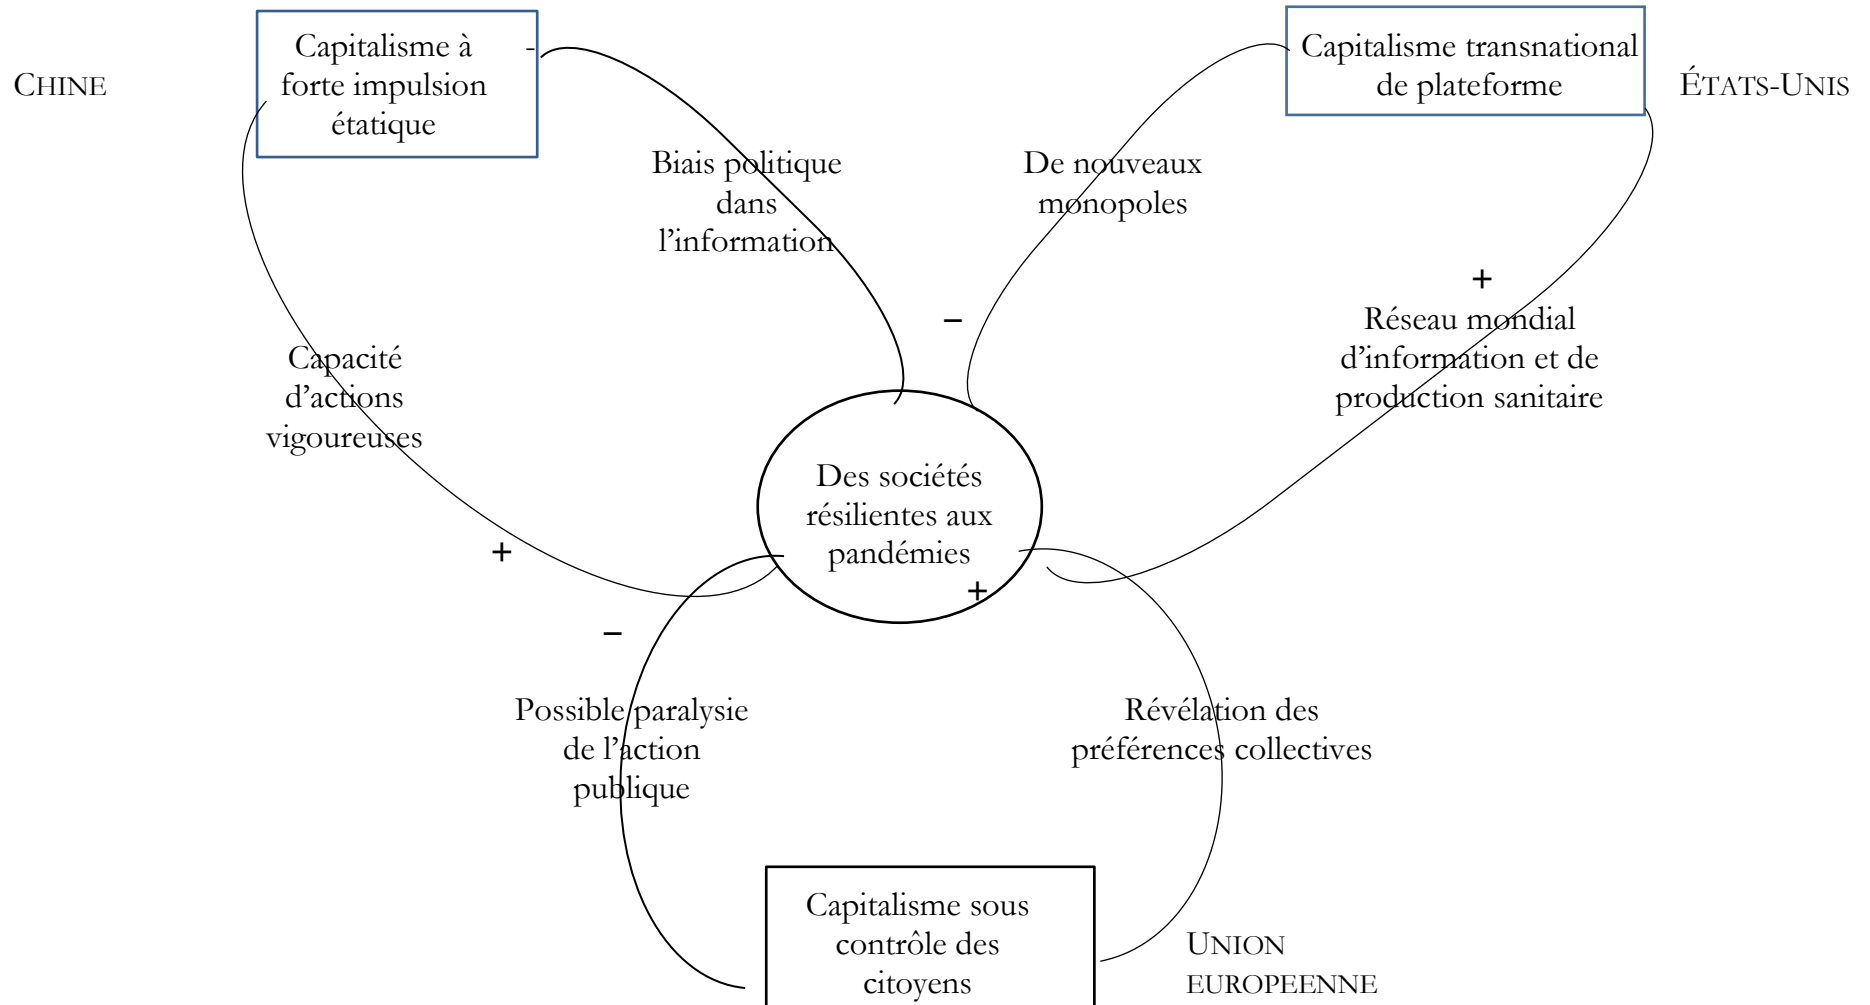 CHINE
Capitalisme à
forte impulsion
étatique
-
Capitalisme transnational
de plateforme
ÉTATS-UNIS
Biais politique
dans
l’information
De nouveaux
monopoles
–
+
Réseau mondial
d’information et de
production sanitaire
Capacité
d’actions
vigoureuses
+
Des sociétés
résilientes aux
pandémies
+
–
Possible paralysie
de l’action
publique
Révélation des
préférences collectives
Capitalisme sous
contrôle des
citoyens
UNION
EUROPEENNE